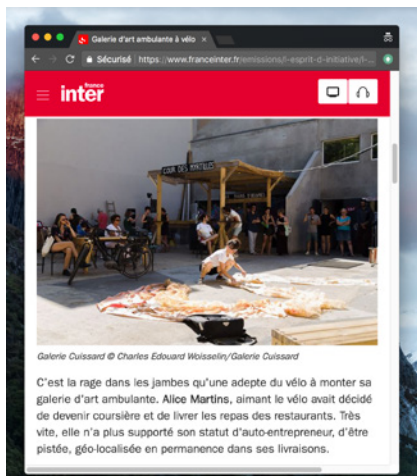 Galerie d'art ambulante à vélo
Sécurisé https://www.franceinter.fr/emissions/l-esprit-d-initiative/l-...
france
inter
COUR DES MYRTILLES
Galerie Cuissard © Charles Edouard Woisselin/Galerie Cuissard
C'est la rage dans les jambes qu'une adepte du vélo à monter sa
galerie d'art ambulante. Alice Martins, aimant le vélo avait décidé
de devenir coursière et de livrer les repas des restaurants. Très
vite, elle n'a plus supporté son statut d'auto-entrepreneur, d'être
pistée, géo-localisée en permanence dans ses livraisons.